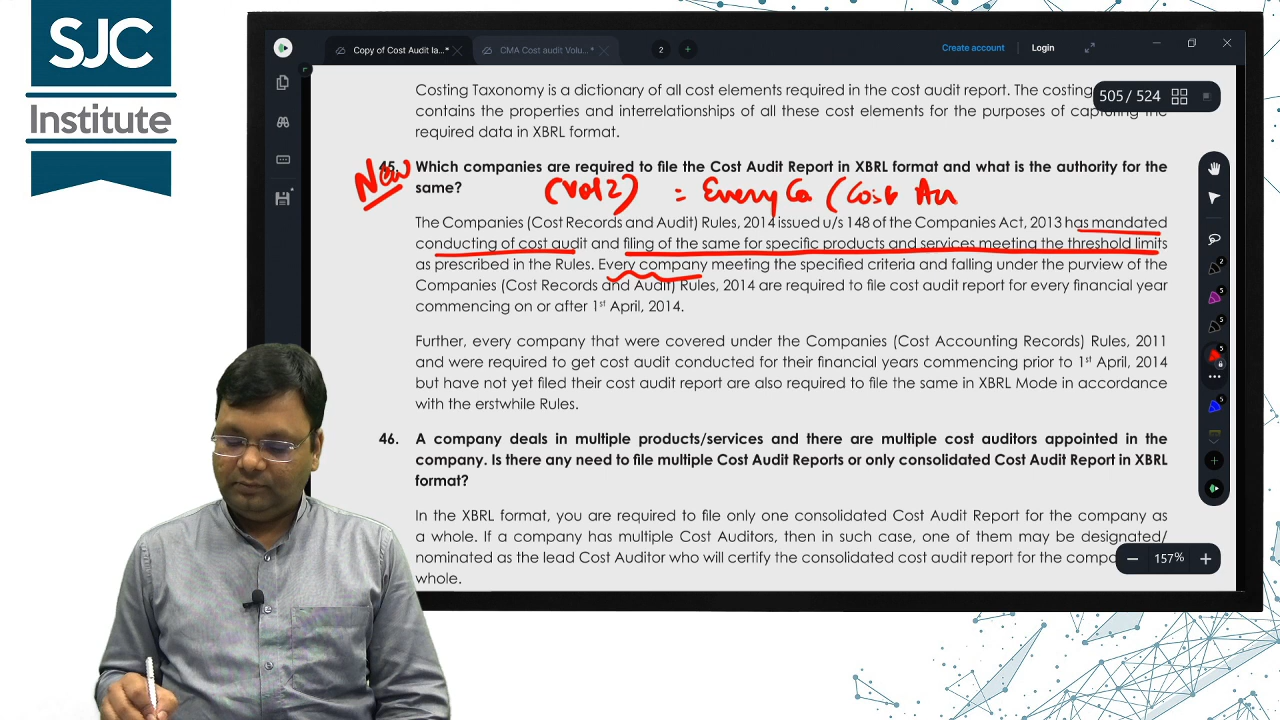 SJC
Institute
Copy of Cost Audit la...*
CMA Cost audit Volu...*
2
Create account
Login
505 / 524
Costing Taxonomy is a dictionary of all cost elements required in the cost audit report. The costing
contains the properties and interrelationships of all these cost elements for the purposes of capturing the
required data in XBRL format.
New
45. Which companies are required to file the Cost Audit Report in XBRL format and what is the authority for the
same?
(Vol 2) = Every Co (Cost Au
The Companies (Cost Records and Audit) Rules, 2014 issued u/s 148 of the Companies Act, 2013 has mandated
conducting of cost audit and filing of the same for specific products and services meeting the threshold limits
as prescribed in the Rules. Every company meeting the specified criteria and falling under the purview of the
Companies (Cost Records and Audit) Rules, 2014 are required to file cost audit report for every financial year
commencing on or after 1st April, 2014.
Further, every company that were covered under the Companies (Cost Accounting Records) Rules, 2011
and were required to get cost audit conducted for their financial years commencing prior to 1st April, 2014
but have not yet filed their cost audit report are also required to file the same in XBRL Mode in accordance
with the erstwhile Rules.
46. A company deals in multiple products/services and there are multiple cost auditors appointed in the
company. Is there any need to file multiple Cost Audit Reports or only consolidated Cost Audit Report in XBRL
format?
In the XBRL format, you are required to file only one consolidated Cost Audit Report for the company as
a whole. If a company has multiple Cost Auditors, then in such case, one of them may be designated/
nominated as the lead Cost Auditor who will certify the consolidated cost audit report for the compa
whole.
157%
2
5
5
5
5